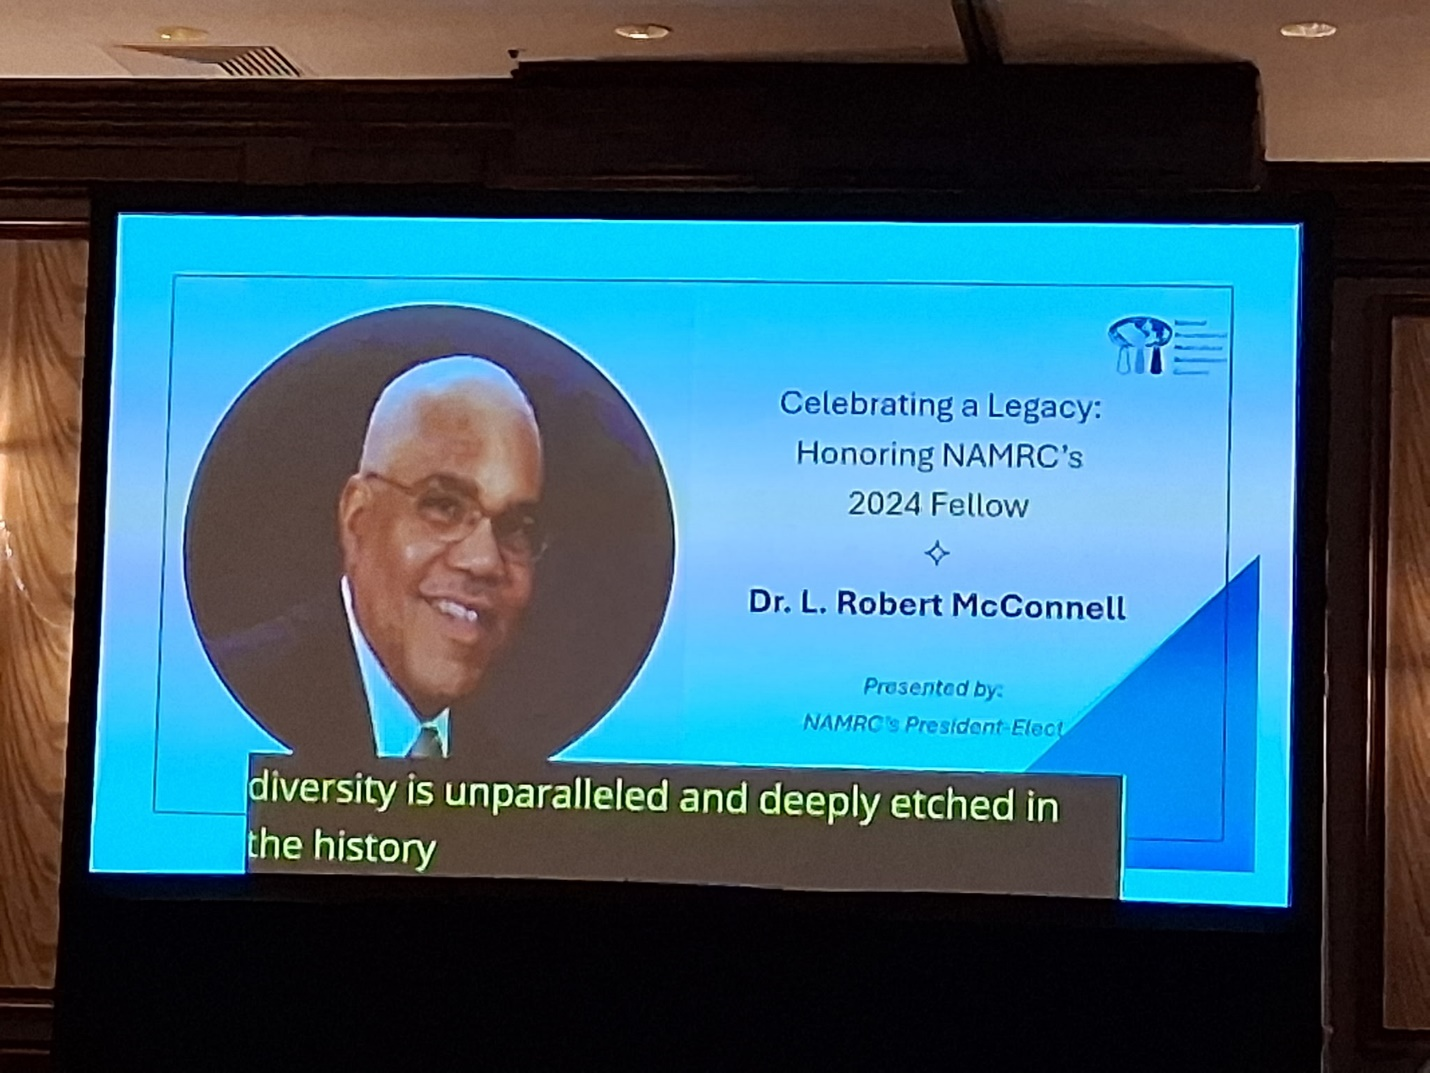 Celebrating a Legacy:
Honoring NAMRC's
2024 Fellow
Dr. L. Robert McConnell
Presented by:
NAMRC's President-Elect
diversity is unparalleled and deeply etched in
the history